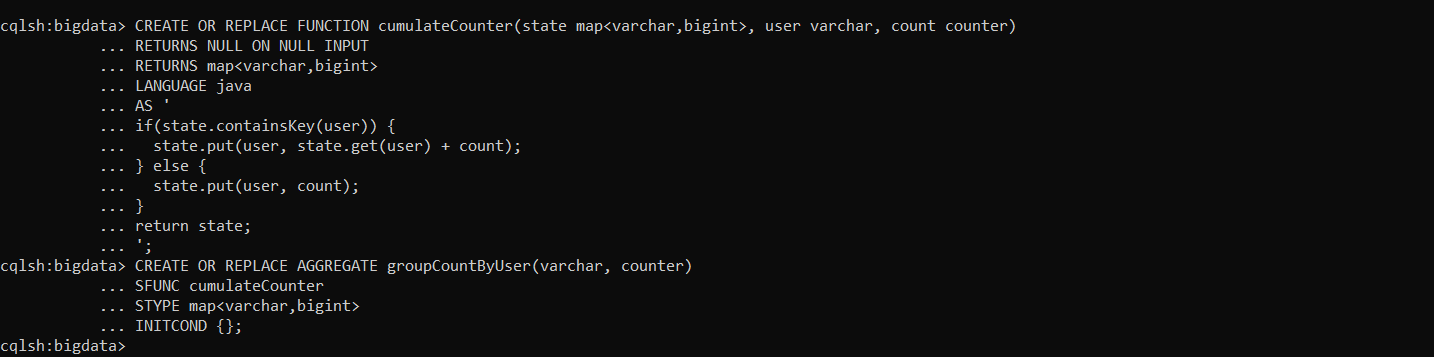 cqlsh:bigdata> CREATE OR REPLACE FUNCTION cumulateCounter(state map<varchar,bigint>, user varchar, count counter)
           ... RETURNS NULL ON NULL INPUT
           ... RETURNS map<varchar,bigint>
           ... LANGUAGE java
           ... AS '
           ... if(state.containsKey(user)) {
           ...   state.put(user, state.get(user) + count);
           ... } else {
           ...   state.put(user, count);
           ... }
           ... return state;
           ... ';
cqlsh:bigdata> CREATE OR REPLACE AGGREGATE groupCountByUser(varchar, counter)
           ... SFUNC cumulateCounter
           ... STYPE map<varchar,bigint>
           ... INITCOND {};
cqlsh:bigdata>